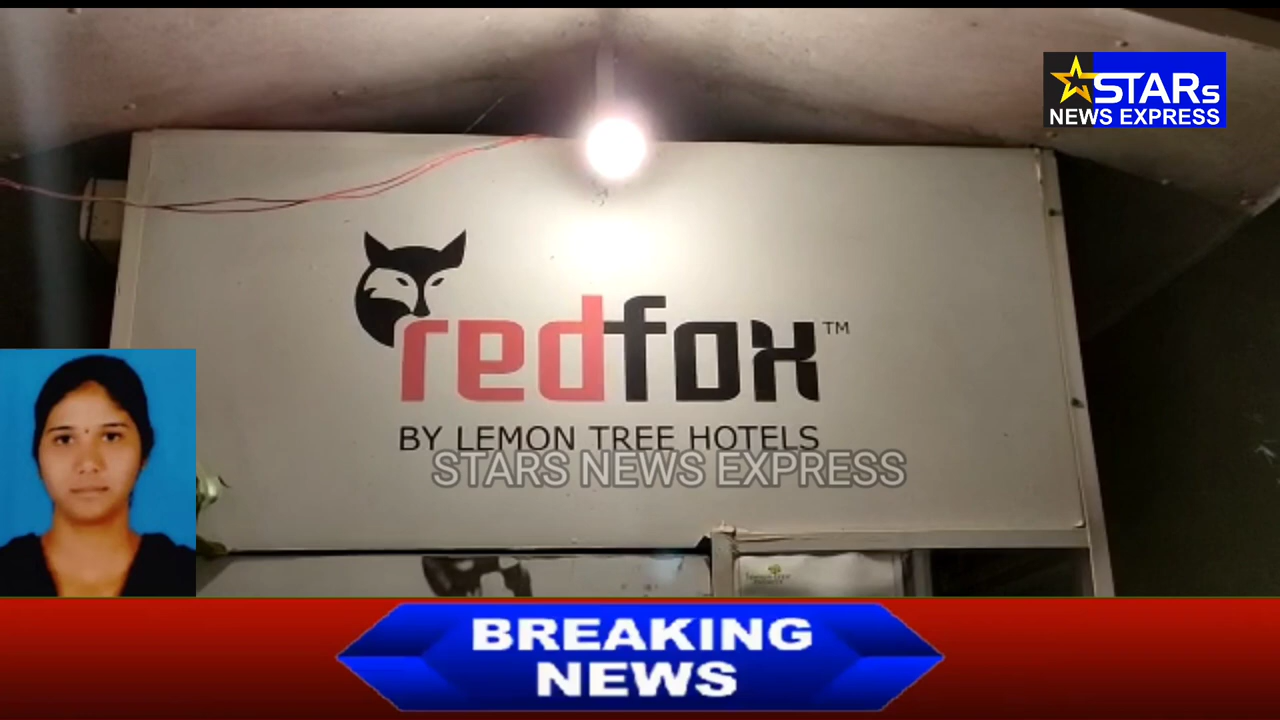 STARs
NEWS EXPRESS
redfox™
BY LEMON TREE HOTELS
STARS NEWS EXPRESS
BREAKING
NEWS